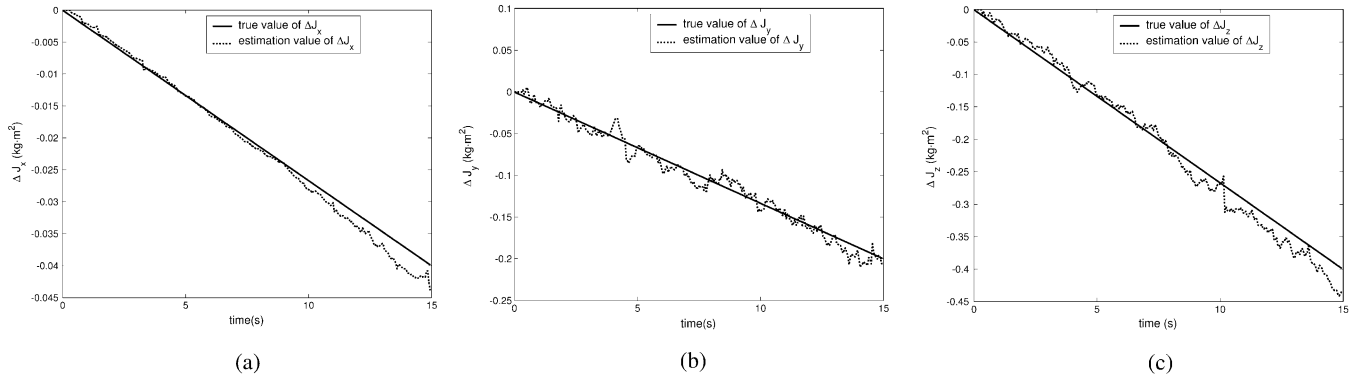 true value of ΔJx
estimation value of ΔJx
0
-0.005
-0.01
-0.015
-0.02
-0.025
-0.03
-0.035
-0.04
-0.045
Δ Jx (kg·m²)
0 5 10 15
time(s)
(a)
true value of Δ Jy
estimation value of Δ Jy
0.1
0.05
0
-0.05
-0.1
-0.15
-0.2
-0.25
Δ Jy (kg·m²)
0 5 10 15
time(s)
(b)
true value of ΔJz
estimation value of ΔJz
0
-0.05
-0.1
-0.15
-0.2
-0.25
-0.3
-0.35
-0.4
-0.45
Δ Jz (kg·m²)
0 5 10 15
time (s)
(c)